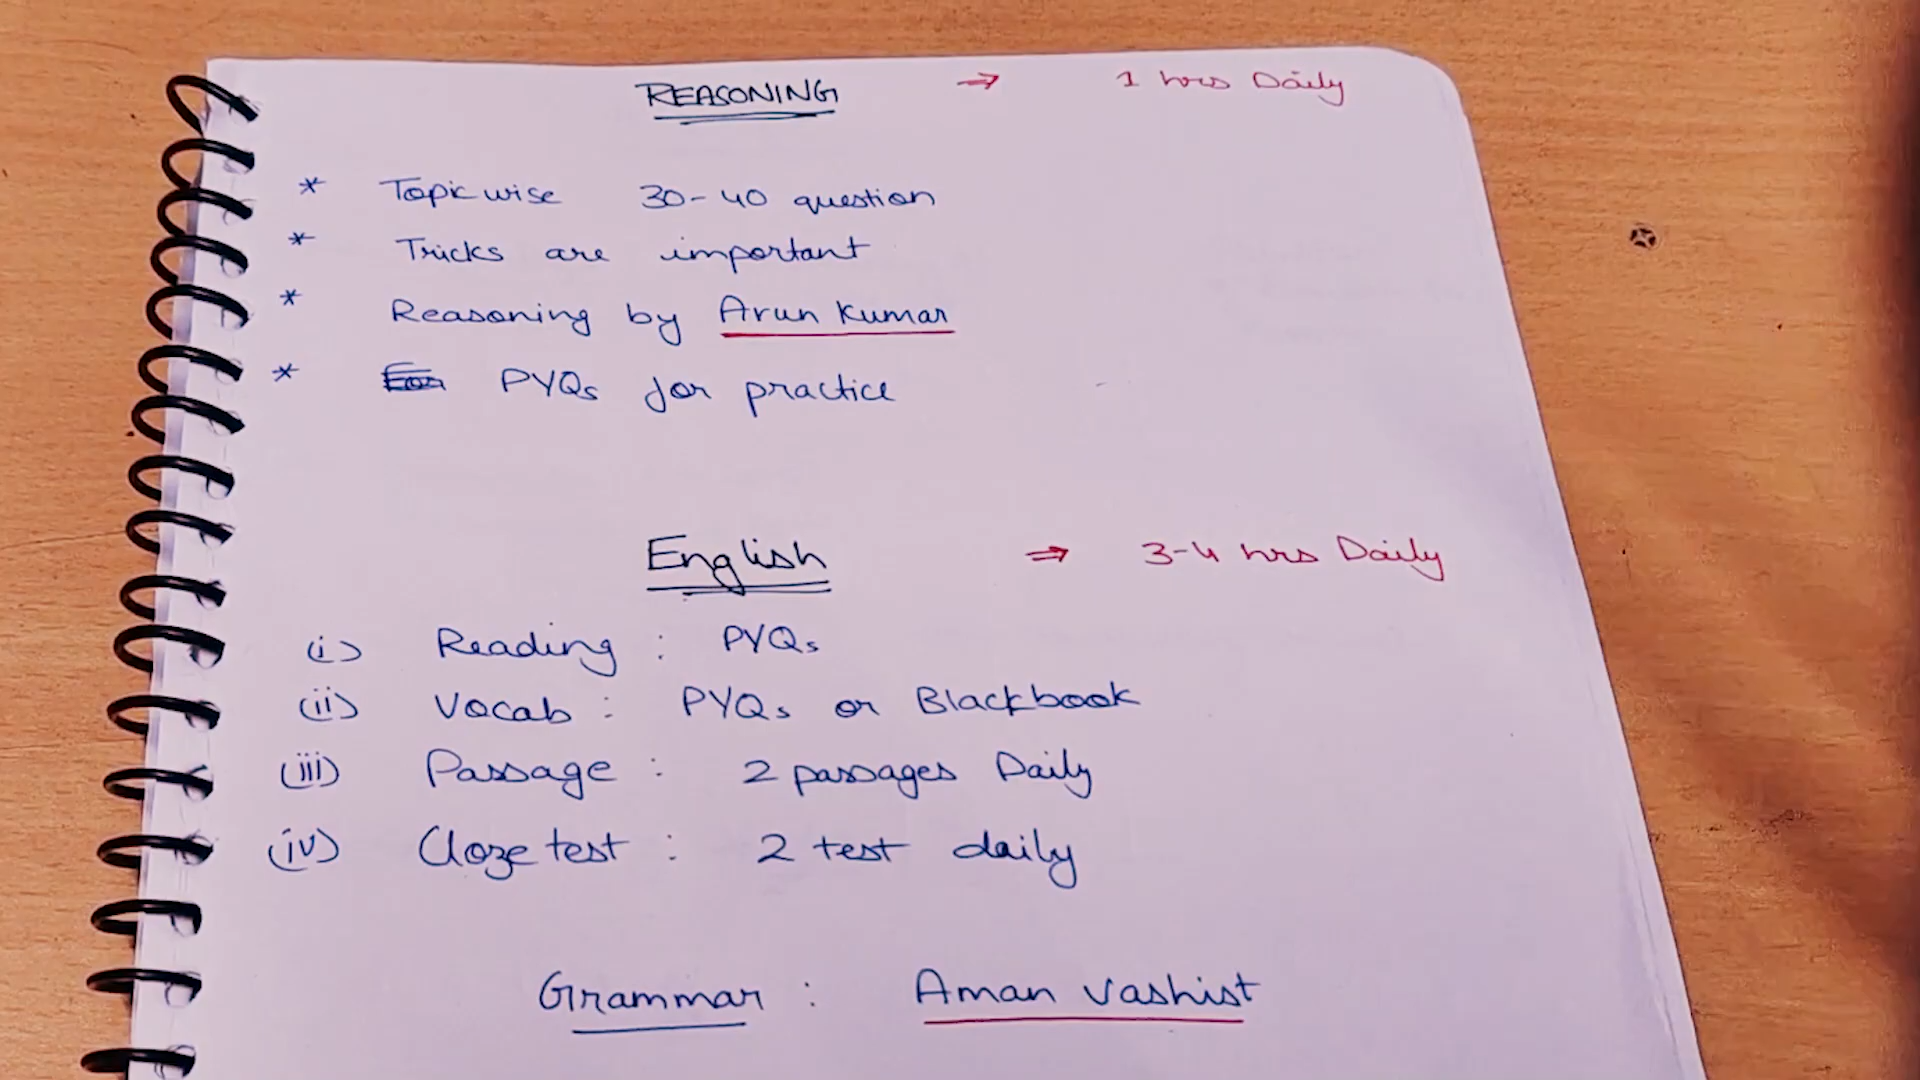 REASONING ⇒ 1 hrs Daily
* Topic wise 30-40 question
* Tricks are important
* Reasoning by Arun Kumar
* PYQs for practice
English ⇒ 3-4 hrs Daily
(i) Reading : PYQs
(ii) Vocab : PYQs or Blackbook
(iii) Passage : 2 passages Daily
(iv) Cloze test : 2 test daily
Grammar : Aman Vashist